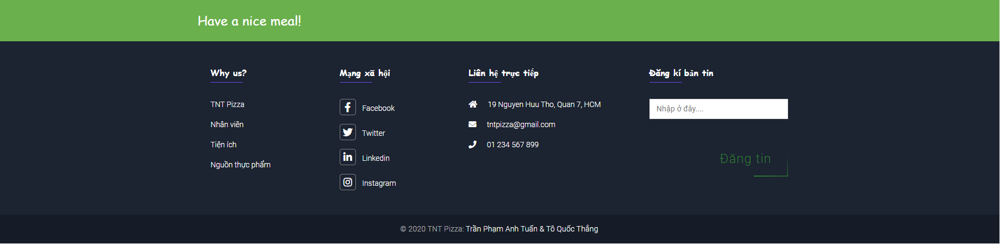 Have a nice meal!
Why us?
TNT Pizza
Nhân viên
Tiện ích
Nguồn thực phẩm
Mạng xã hội
Facebook
Twitter
Linkedin
Instagram
Liên hệ trực tiếp
19 Nguyen Huu Tho, Quan 7, HCM
tntpizza@gmail.com
01 234 567 899
Đăng kí bản tin
Nhập ở đây....
Đăng tin
© 2020 TNT Pizza: Trần Phạm Anh Tuấn & Tô Quốc Thắng